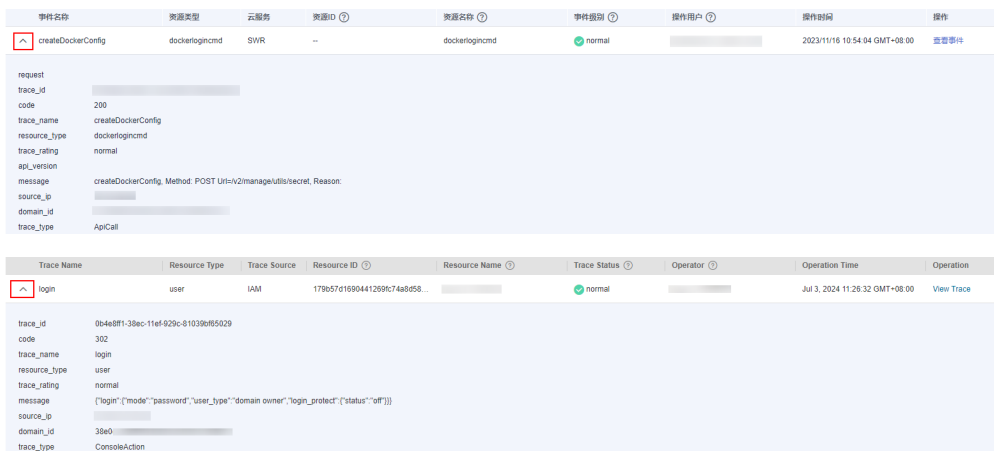 事件名称 资源类型 云服务 资源ID ? 资源名称 ? 事件级别 ? 操作用户 ? 操作时间 操作
createDockerConfig dockerlogincmd SWR -- dockerlogincmd normal 2023/11/16 10:54:04 GMT+08:00 查看事件
request
trace_id
code 200
trace_name createDockerConfig
resource_type dockerlogincmd
trace_rating normal
api_version
message createDockerConfig, Method: POST Url=/v2/manage/utils/secret, Reason:
source_ip
domain_id
trace_type ApiCall
Trace Name Resource Type Trace Source Resource ID ? Resource Name ? Trace Status ? Operator ? Operation Time Operation
login user IAM 179b57d1690441269fc74a8d58... normal Jul 3, 2024 11:26:32 GMT+08:00 View Trace
trace_id 0b4e8ff1-38ec-11ef-929c-81039bf65029
code 302
trace_name login
resource_type user
trace_rating normal
message {"login":{"mode":"password","user_type":"domain owner","login_protect":{"status":"off"}}}
source_ip
domain_id 38e0
trace_type ConsoleAction